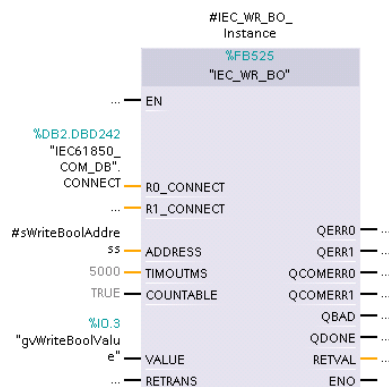 #IEC_WR_BO_
Instance
%FB525
"IEC_WR_BO"
... EN
%DB2.DBD242
"IEC61850_
COM_DB".
CONNECT R0_CONNECT
... R1_CONNECT
#sWriteBoolAddre
QERR0 ...
ss ADDRESS QERR1 ...
5000 TIMOUTMS QCOMERR0 ...
TRUE COUNTABLE QCOMERR1 ...
%I0.3 QBAD ...
"gvWriteBoolValu QDONE ...
e" VALUE RETVAL ...
... RETRANS ENO ...